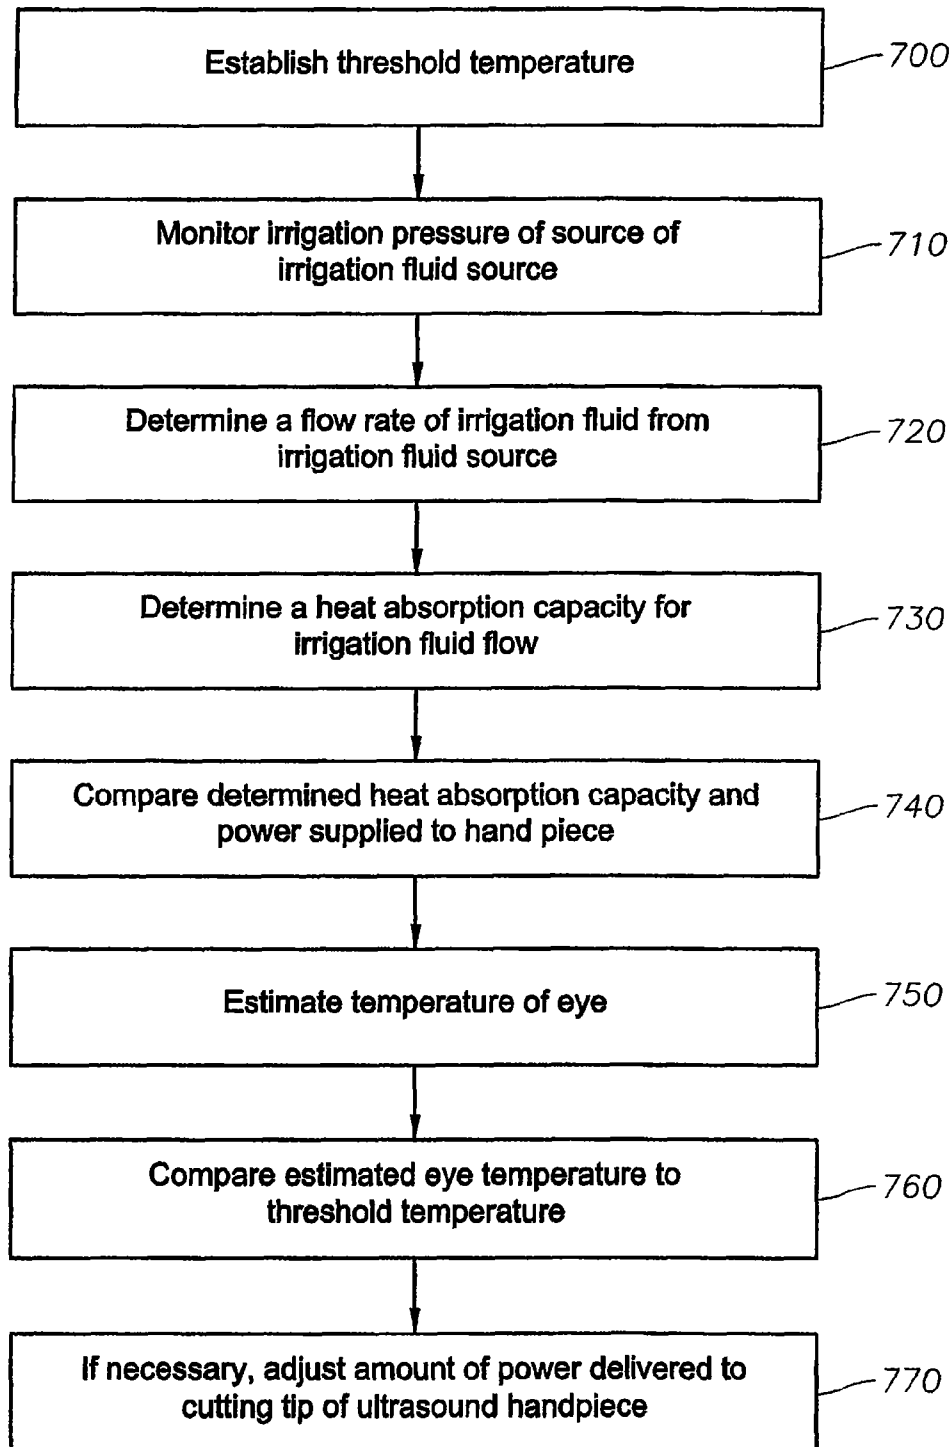 Establish threshold temperature
700
Monitor irrigation pressure of source of
irrigation fluid source
710
Determine a flow rate of irrigation fluid from
irrigation fluid source
720
Determine a heat absorption capacity for
irrigation fluid flow
730
Compare determined heat absorption capacity and
power supplied to hand piece
740
Estimate temperature of eye
750
Compare estimated eye temperature to
threshold temperature
760
If necessary, adjust amount of power delivered to
cutting tip of ultrasound handpiece
770